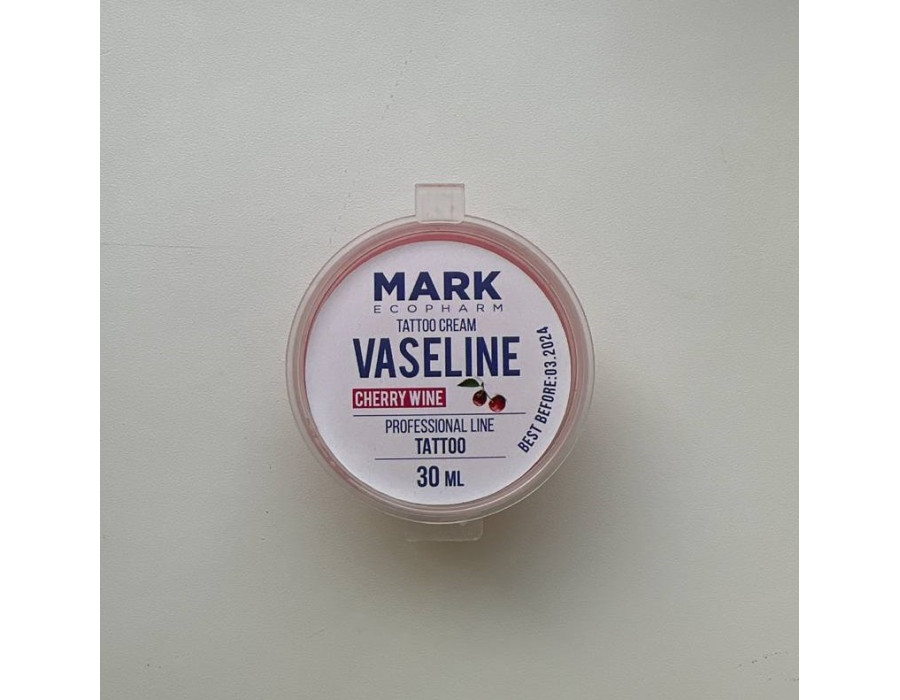 MARK
ECOPHARM
TATTOO CREAM
VASELINE
CHERRY WINE
PROFESSIONAL LINE
TATTOO
30 ML
BEST BEFORE:03.2024